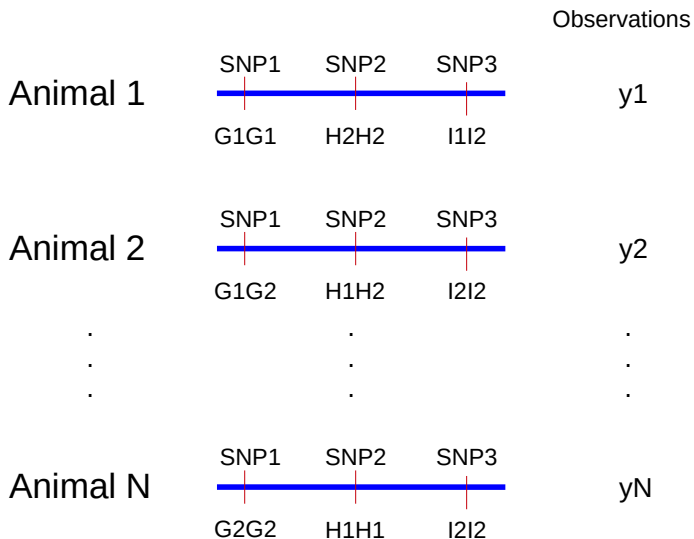 Observations
SNP1 SNP2 SNP3
Animal 1 y1
G1G1 H2H2 I1I2
SNP1 SNP2 SNP3
Animal 2 y2
G1G2 H1H2 I2I2
. . .
. . .
. . .
SNP1 SNP2 SNP3
Animal N yN
G2G2 H1H1 I2I2